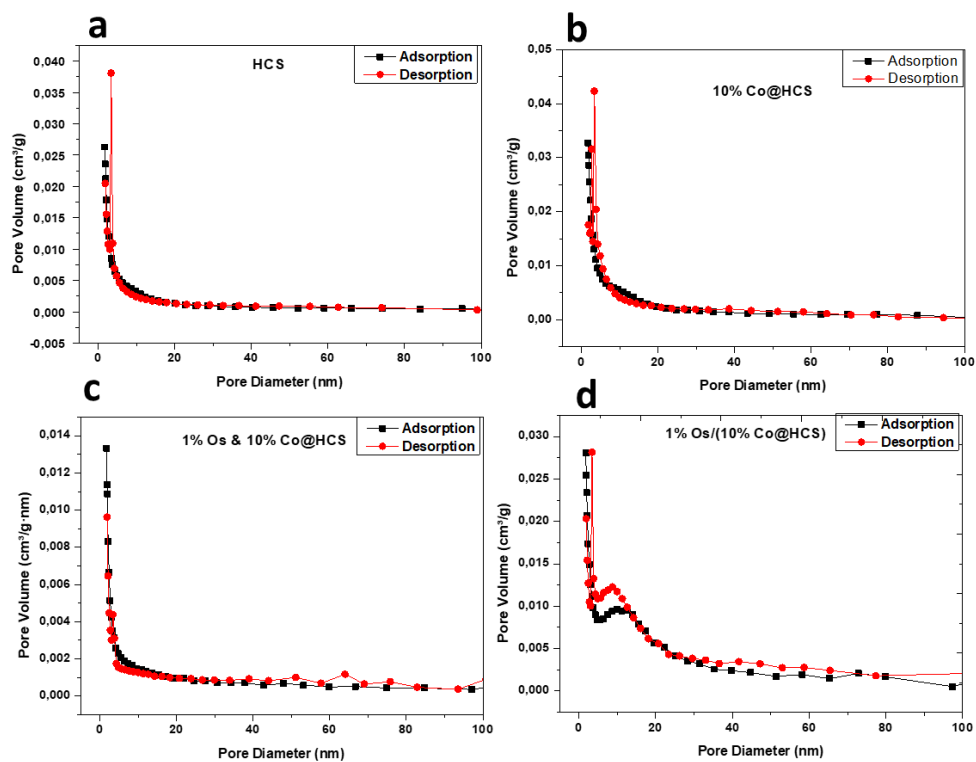 a
HCS
Adsorption
Desorption
0,040
0,035
0,030
0,025
0,020
0,015
0,010
0,005
0,000
-0,005
Pore Volume (cm³/g)
0
20
40
60
80
100
Pore Diameter (nm)
b
10% Co@HCS
Adsorption
Desorption
0,05
0,04
0,03
0,02
0,01
0,00
Pore Volume (cm³/g)
0
20
40
60
80
100
Pore Diameter (nm)
c
1% Os & 10% Co@HCS
Adsorption
Desorption
0,014
0,012
0,010
0,008
0,006
0,004
0,002
0,000
Pore Volume (cm³/g·nm)
0
20
40
60
80
100
Pore Diameter (nm)
d
1% Os/(10% Co@HCS)
Adsorption
Desorption
0,030
0,025
0,020
0,015
0,010
0,005
0,000
Pore Volume (cm³/g)
0
20
40
60
80
100
Pore Diameter (nm)